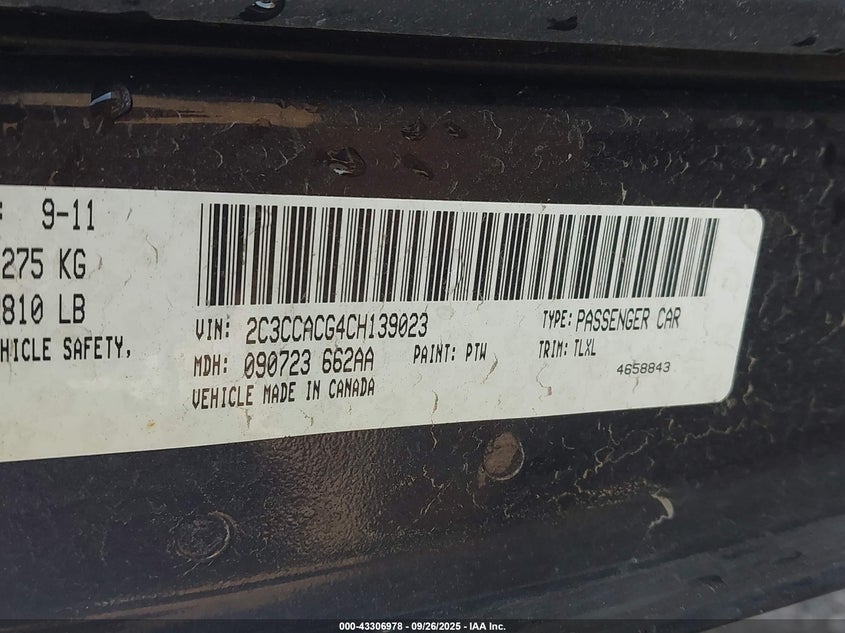 : 9-11
275 KG
810 LB
HICLE SAFETY,
VIN: 2C3CCACG4CH139023
TYPE: PASSENGER CAR
MDH: 090723 662AA
PAINT: PTW
TRIM: TLXL
VEHICLE MADE IN CANADA
4658843
000-43306978 - 09/26/2025 - IAA Inc.